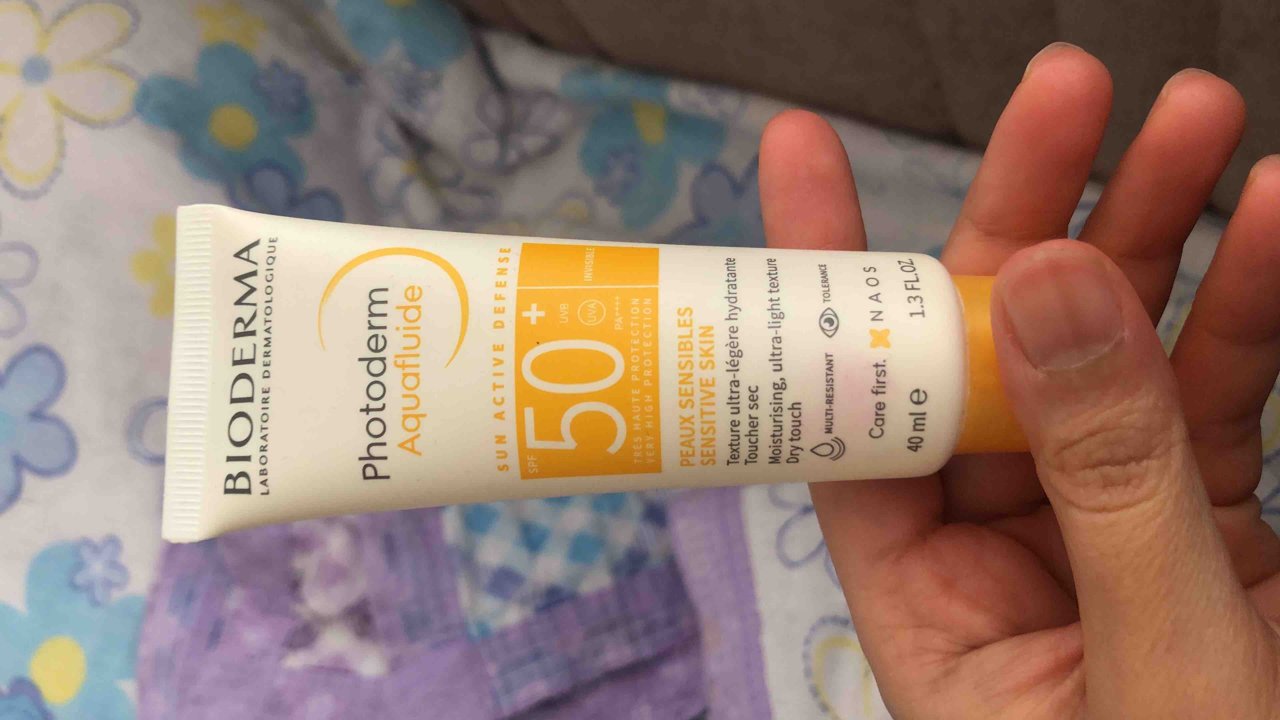 BIODERMA
LABORATOIRE DERMATOLOGIQUE
Photoderm
Aquafluide
SUN ACTIVE DEFENSE
SPF 50+
UVB
UVA
PA++++
INVISIBLE
TRÈS HAUTE PROTECTION
VERY HIGH PROTECTION
PEAUX SENSIBLES
SENSITIVE SKIN
Texture ultra-légère hydratante
Toucher sec
Moisturising, ultra-light texture
Dry touch
MULTI-RESISTANT
TOLERANCE
Care first.
NAOS
40 ml e
1.3 FL.OZ